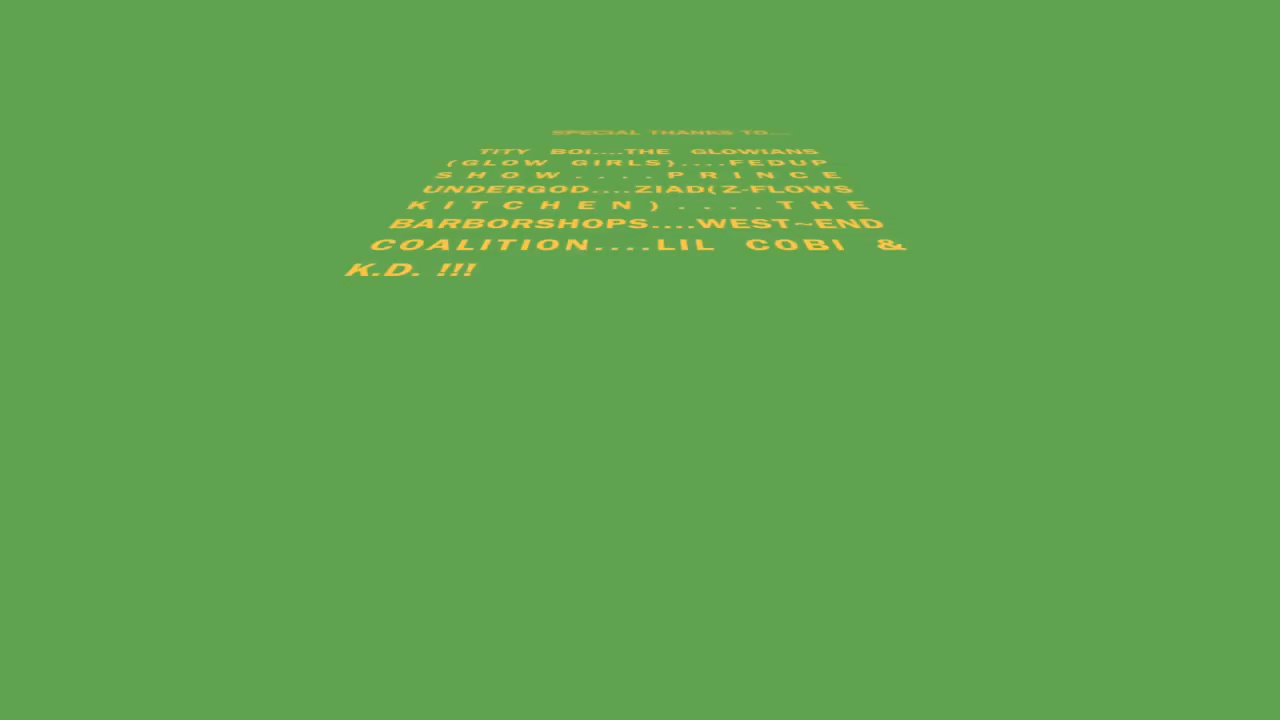 SPECIAL THANKS TO....
TITY BOI....THE GLOWIANS
(GLOW GIRLS)....FEDUP
SHOW....PRINCE
UNDERGOD....ZIAD(Z-FLOWS
KITCHEN)....THE
BARBORSHOPS....WEST~END
COALITION....LIL COBI &
K.D. !!!